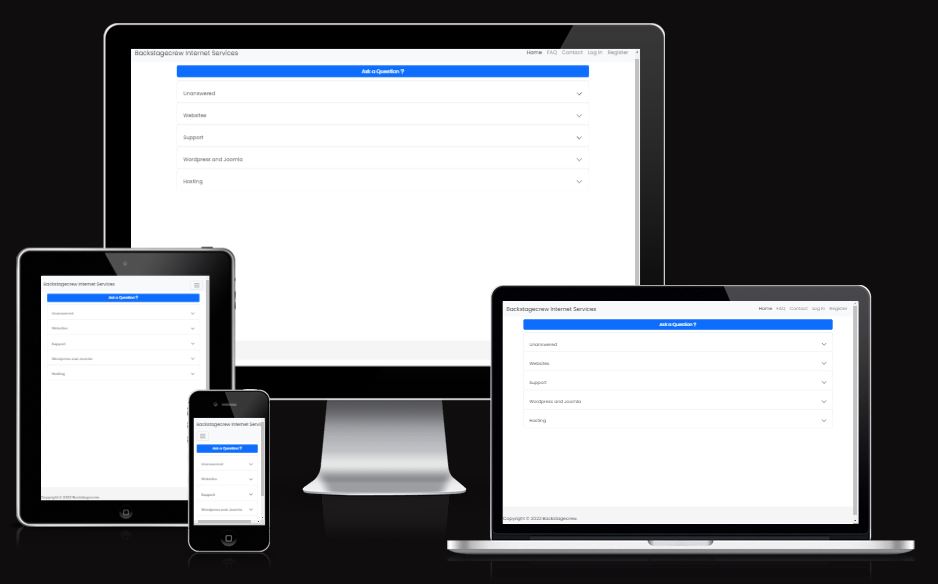 Backstagecrew Internet Services
Home FAQ Contact Log In Register
Ask a Question ?
Unanswered
Websites
Support
Wordpress and Joomla
Hosting
Backstagecrew Internet Services
Ask a Question ?
Unanswered
Websites
Support
Wordpress and Joomla
Hosting
Copyright © 2022 Backstagecrew
Backstagecrew Internet Servi
Ask a Question ?
Unanswered
Websites
Support
Wordpress and Joomla
Backstagecrew Internet Services
Home FAQ Contact Log In Register
Ask a Question ?
Unanswered
Websites
Support
Wordpress and Joomla
Hosting
Copyright © 2022 Backstagecrew